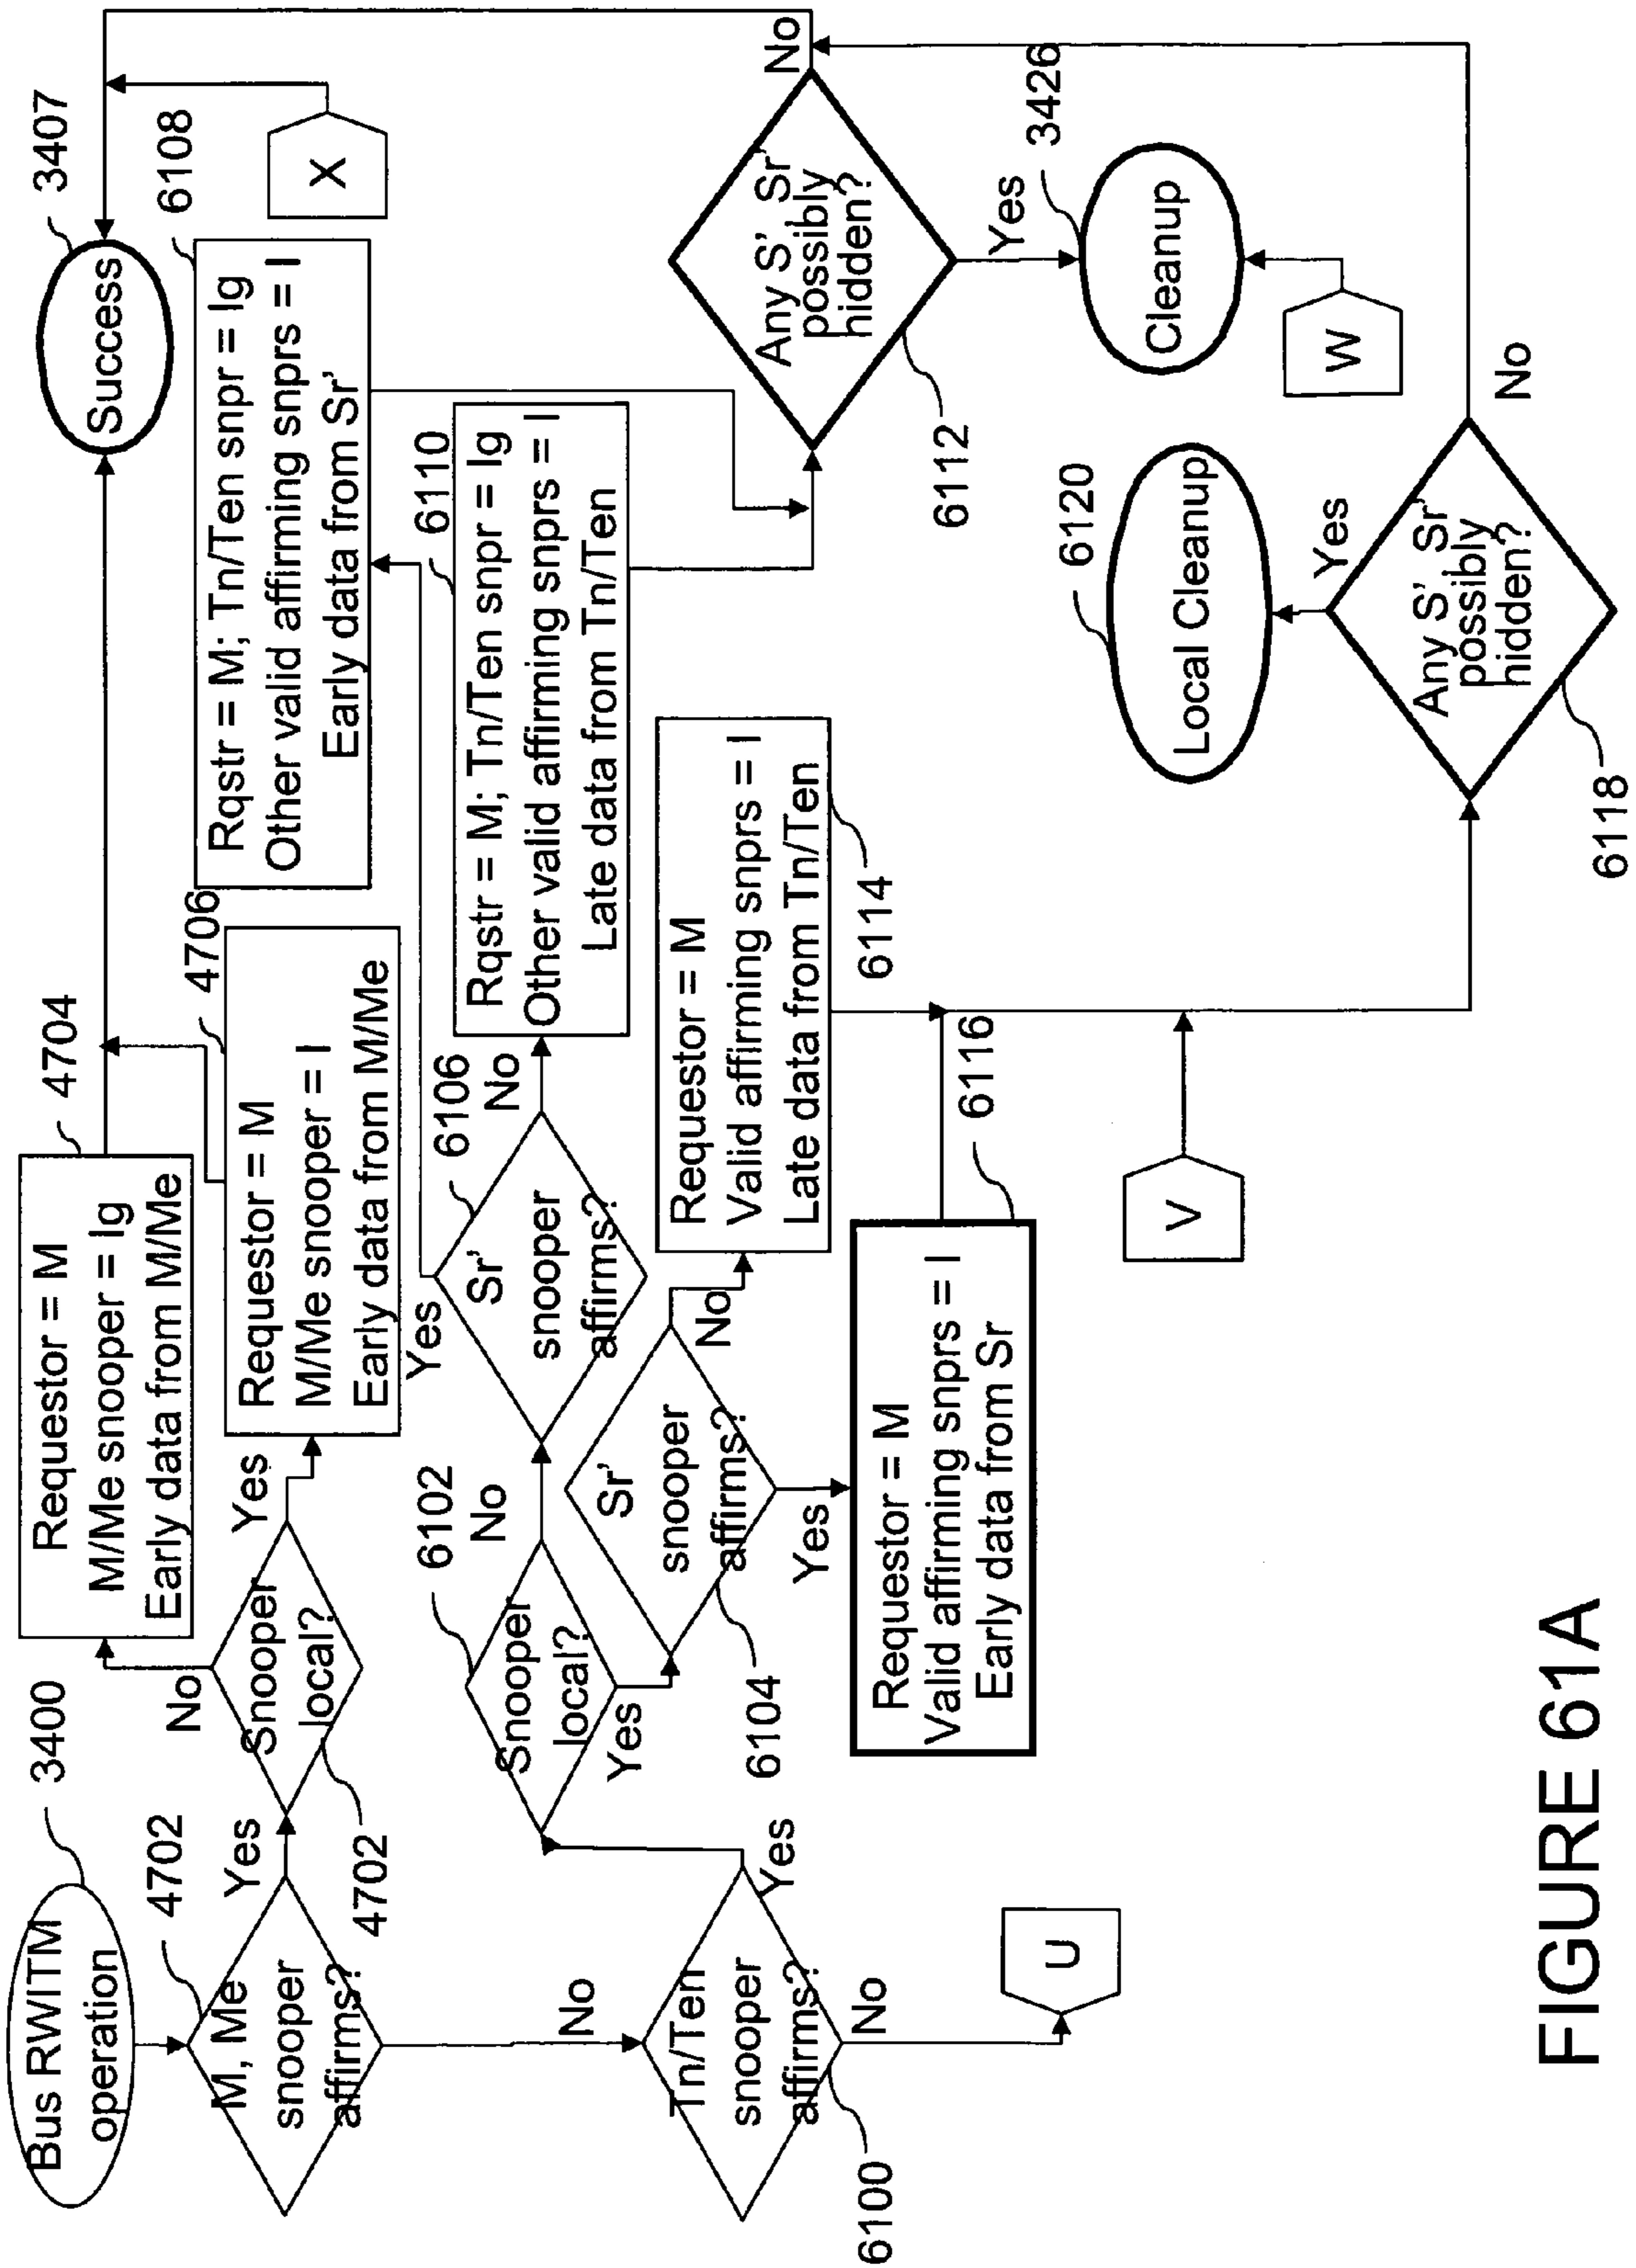 Bus RWITM
operation
3400
M, Me
snooper
affirms?
4702
Yes
No
Snooper
local?
4702
No
Yes
Requestor = M
M/Me snooper = Ig
Early data from M/Me
4704
Requestor = M
M/Me snooper = I
Early data from M/Me
4706
Success
3407
X
Tn/Ten
snooper
affirms?
6100
Yes
No
U
Snooper
local?
6102
No
Yes
Sr'
snooper
affirms?
6106
Yes
No
Sr'
snooper
affirms?
6104
No
Yes
Rqstr = M; Tn/Ten snpr = Ig
Other valid affirming snprs = I
Early data from Sr'
6108
Rqstr = M; Tn/Ten snpr = Ig
Other valid affirming snprs = I
Late data from Tn/Ten
6110
Requestor = M
Valid affirming snprs = I
Late data from Tn/Ten
6114
Requestor = M
Valid affirming snprs = I
Early data from Sr
6116
V
Any S' Sr'
possibly
hidden?
6112
No
Yes
Cleanup
3426
W
Any S' Sr'
possibly
hidden?
6118
Yes
No
Local Cleanup
6120
FIGURE 61A